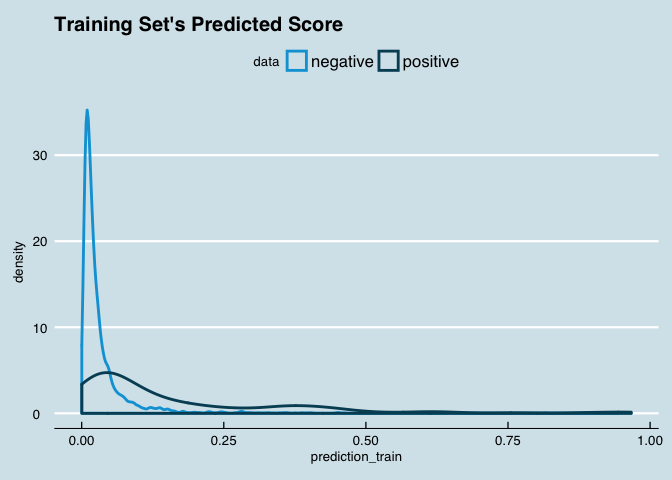 Training Set's Predicted Score
data negative positive
30
20
10
0
density
0.00 0.25 0.50 0.75 1.00
prediction_train